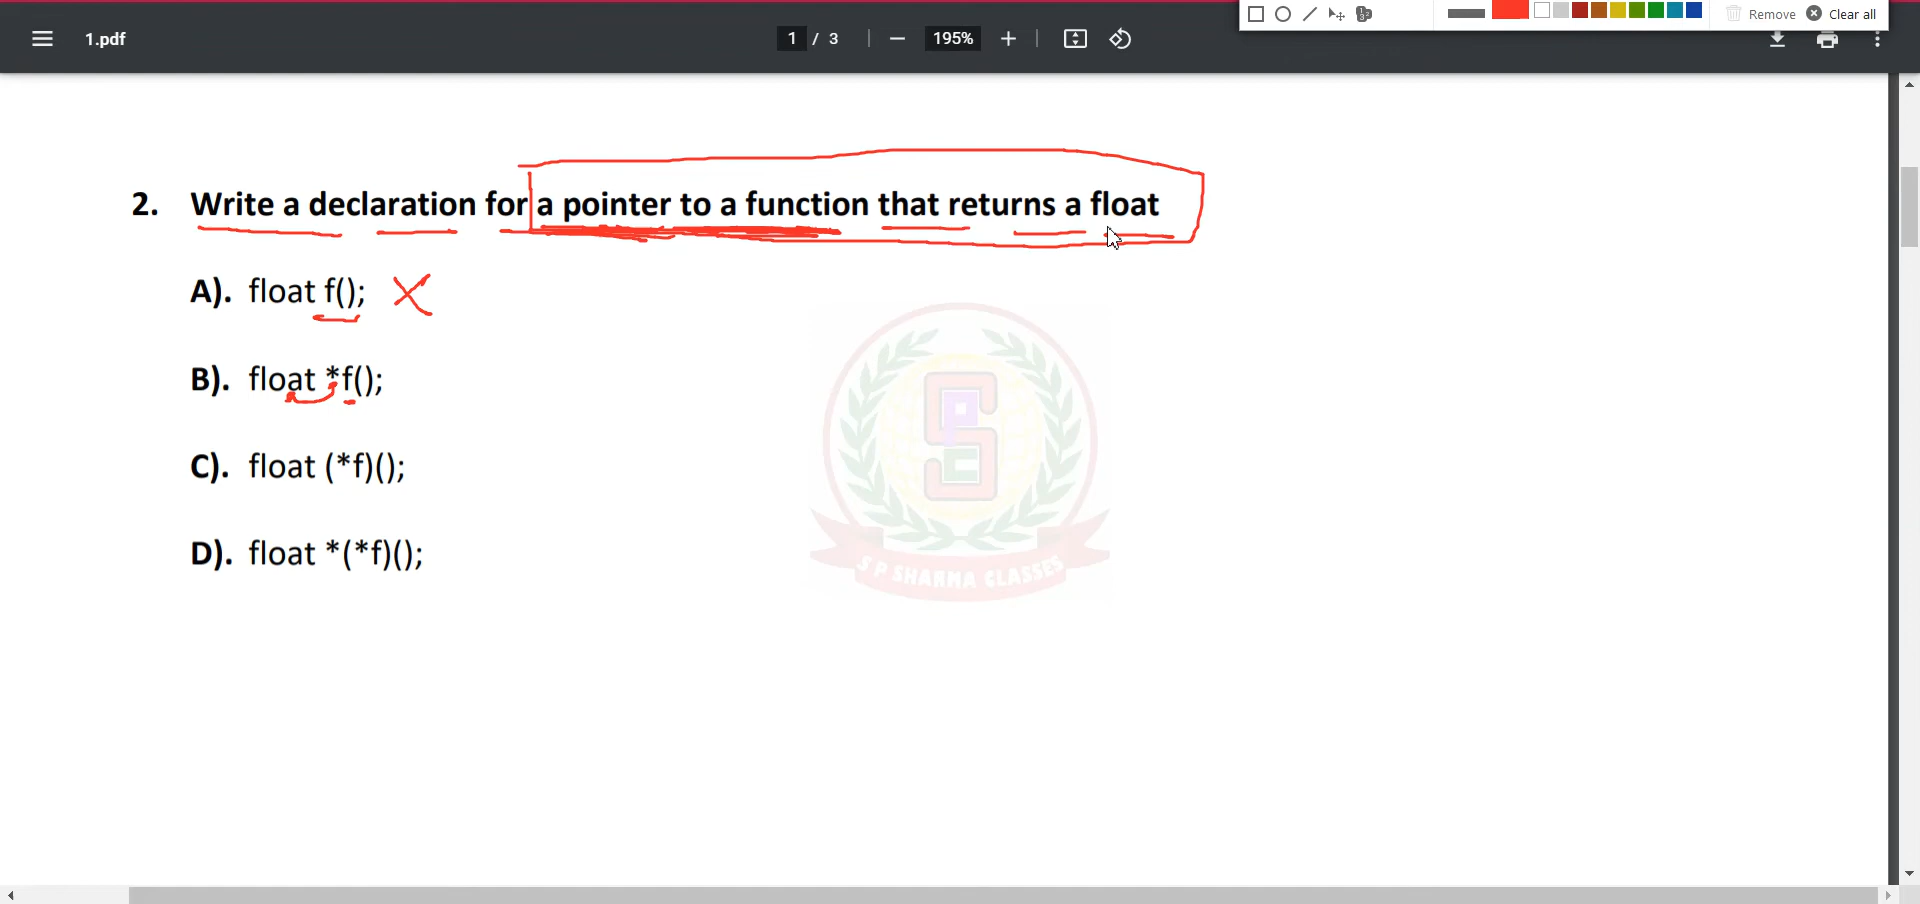 Remove Clear all
1.pdf 1 / 3 195%
2. Write a declaration for a pointer to a function that returns a float
A). float f();
B). float *f();
C). float (*f)();
D). float *(*f)();
S P SHARMA CLASSES